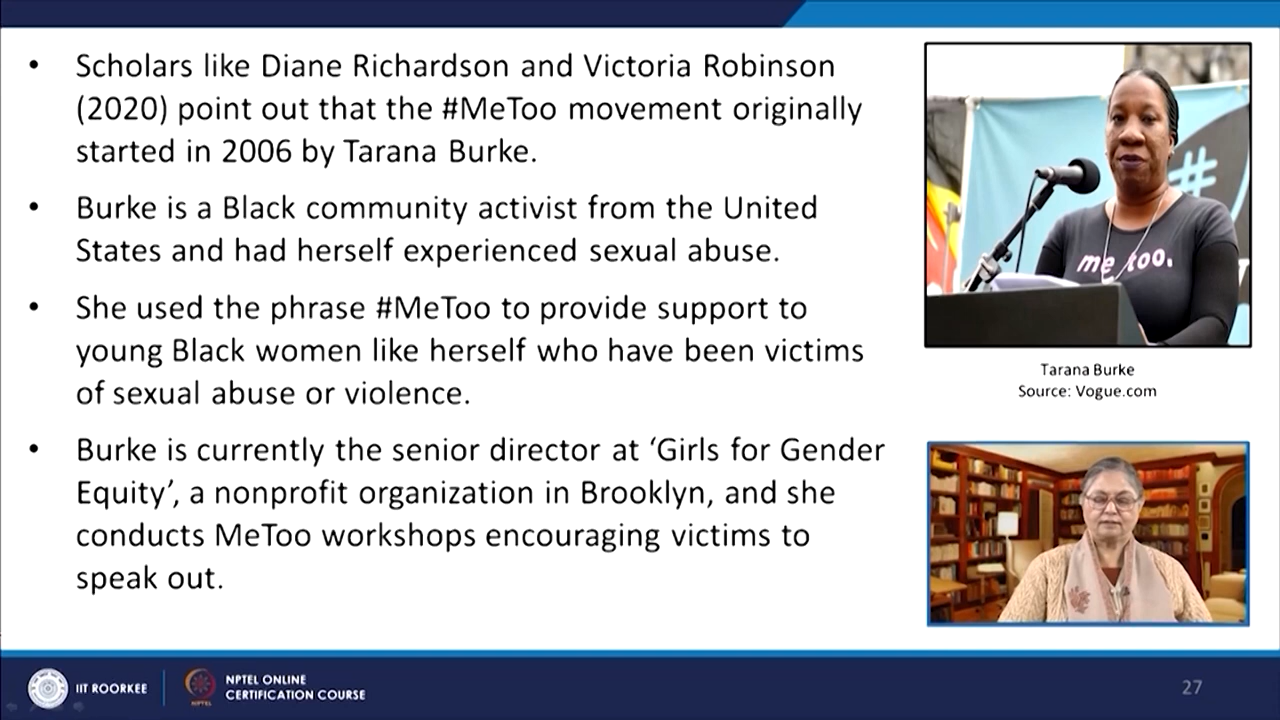 • Scholars like Diane Richardson and Victoria Robinson
(2020) point out that the #MeToo movement originally
started in 2006 by Tarana Burke.
• Burke is a Black community activist from the United
States and had herself experienced sexual abuse.
• She used the phrase #MeToo to provide support to
young Black women like herself who have been victims
of sexual abuse or violence.
• Burke is currently the senior director at ‘Girls for Gender
Equity’, a nonprofit organization in Brooklyn, and she
conducts MeToo workshops encouraging victims to
speak out.
#
me too.
Tarana Burke
Source: Vogue.com
IIT ROORKEE
NPTEL
NPTEL ONLINE
CERTIFICATION COURSE
27